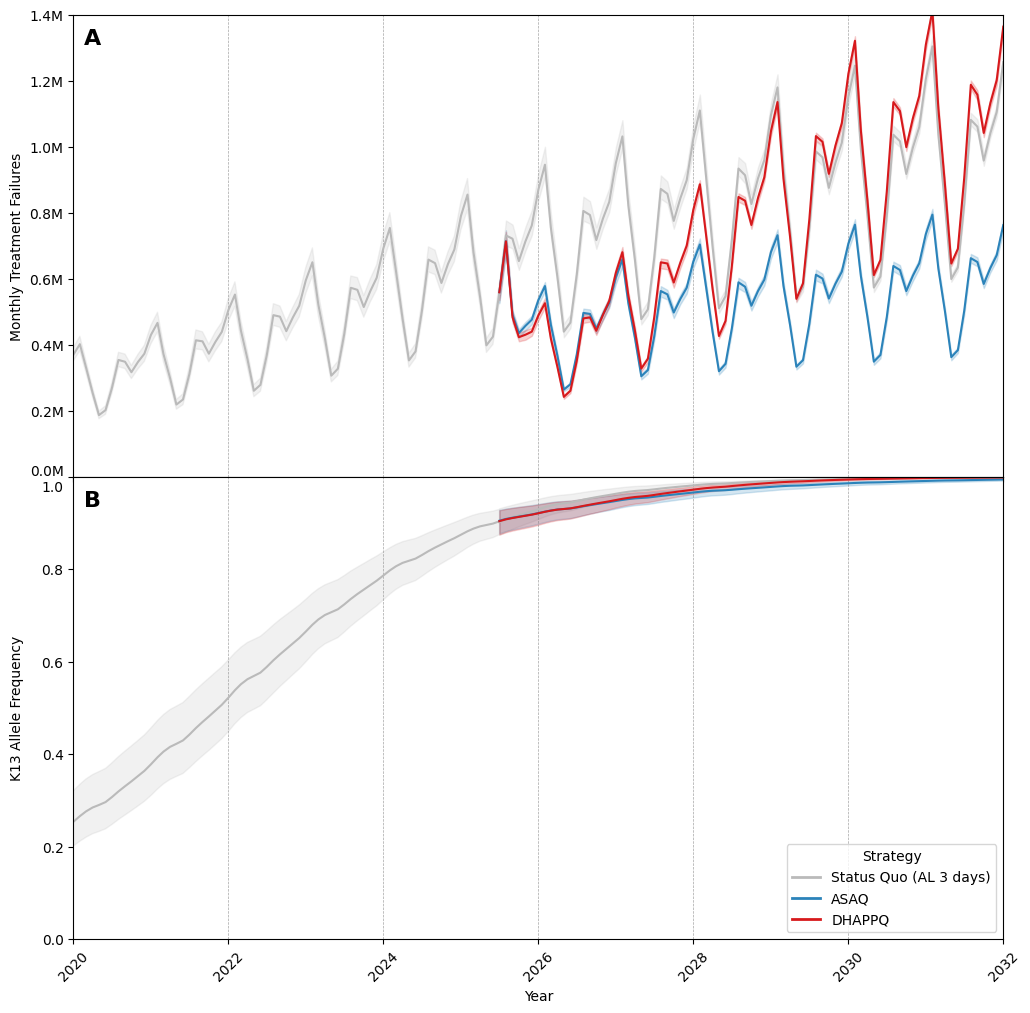 A
1.4M
1.2M
1.0M
0.8M
0.6M
0.4M
0.2M
0.0M
Monthly Treatment Failures
B
1.0
0.8
0.6
0.4
0.2
0.0
K13 Allele Frequency
Strategy
Status Quo (AL 3 days)
ASAQ
DHAPPQ
2020
2022
2024
2026
2028
2030
2032
Year